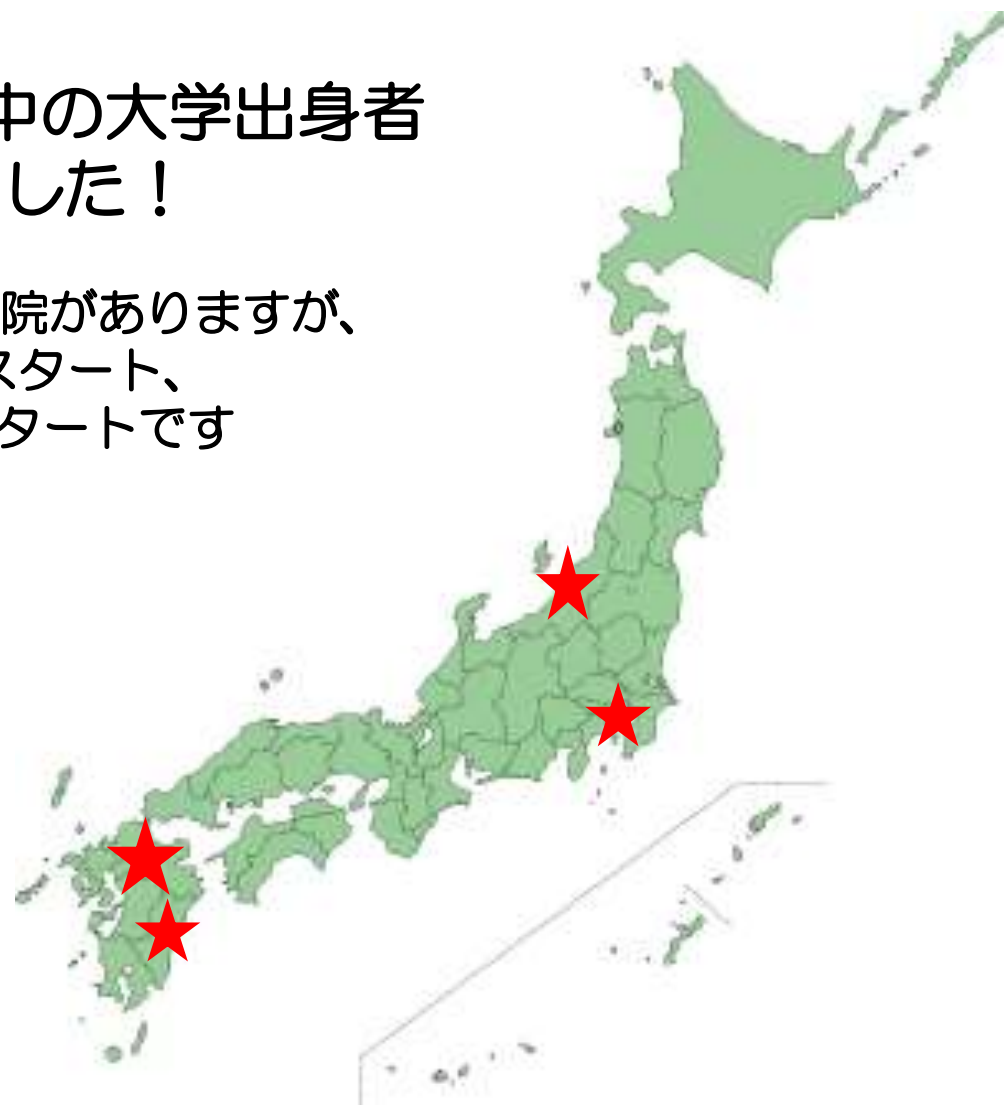 中の大学出身者
した！
院がありますが、
スタート、
タートです